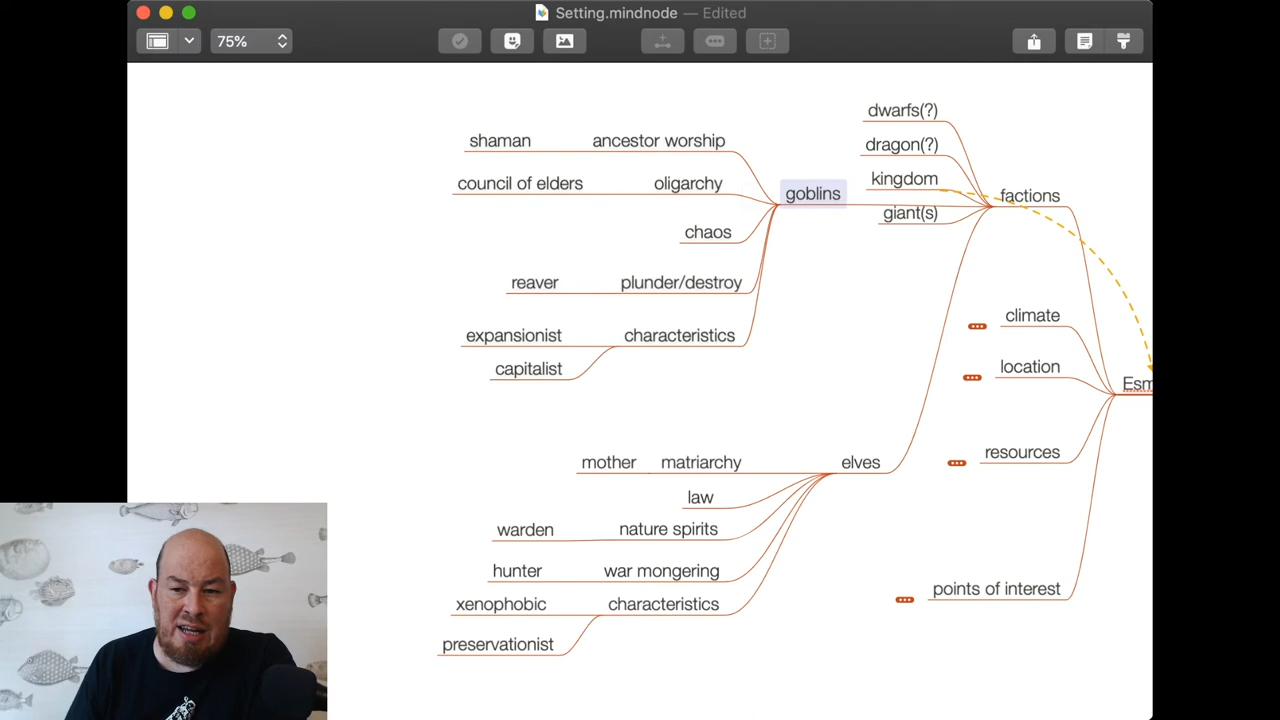 Setting.mindnode — Edited
75%
dwarfs(?)
dragon(?)
kingdom
giant(s)
factions
goblins
shaman ancestor worship
council of elders oligarchy
chaos
reaver plunder/destroy
expansionist characteristics
capitalist
climate
location
Esm
resources
points of interest
elves
mother matriarchy
law
warden nature spirits
hunter war mongering
xenophobic characteristics
preservationist